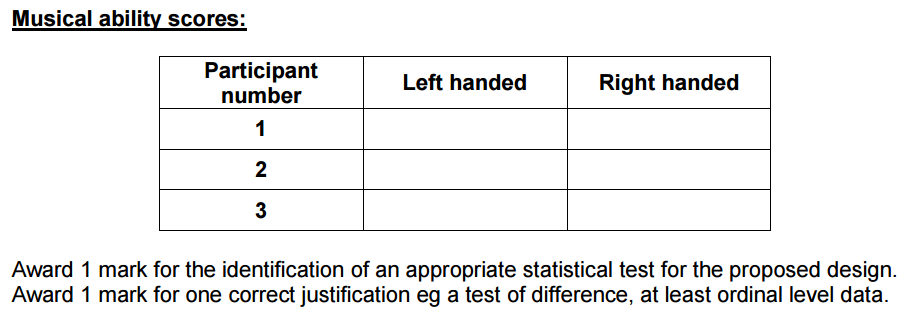 Musical ability scores:
Participant number Left handed Right handed
1
2
3
Award 1 mark for the identification of an appropriate statistical test for the proposed design.
Award 1 mark for one correct justification eg a test of difference, at least ordinal level data.